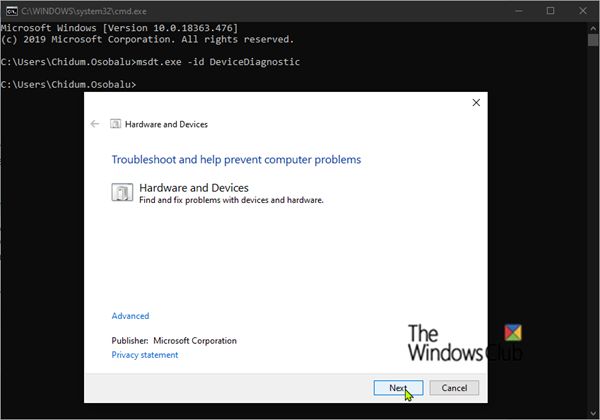 C:\WINDOWS\system32\cmd.exe
Microsoft Windows [Version 10.0.18363.476]
(c) 2019 Microsoft Corporation. All rights reserved.
C:\Users\Chidum.Osobalu>msdt.exe -id DeviceDiagnostic
C:\Users\Chidum.Osobalu>
Hardware and Devices
Troubleshoot and help prevent computer problems
Hardware and Devices
Find and fix problems with devices and hardware.
Advanced
Publisher: Microsoft Corporation
Privacy statement
The
WindowsClub
Next
Cancel